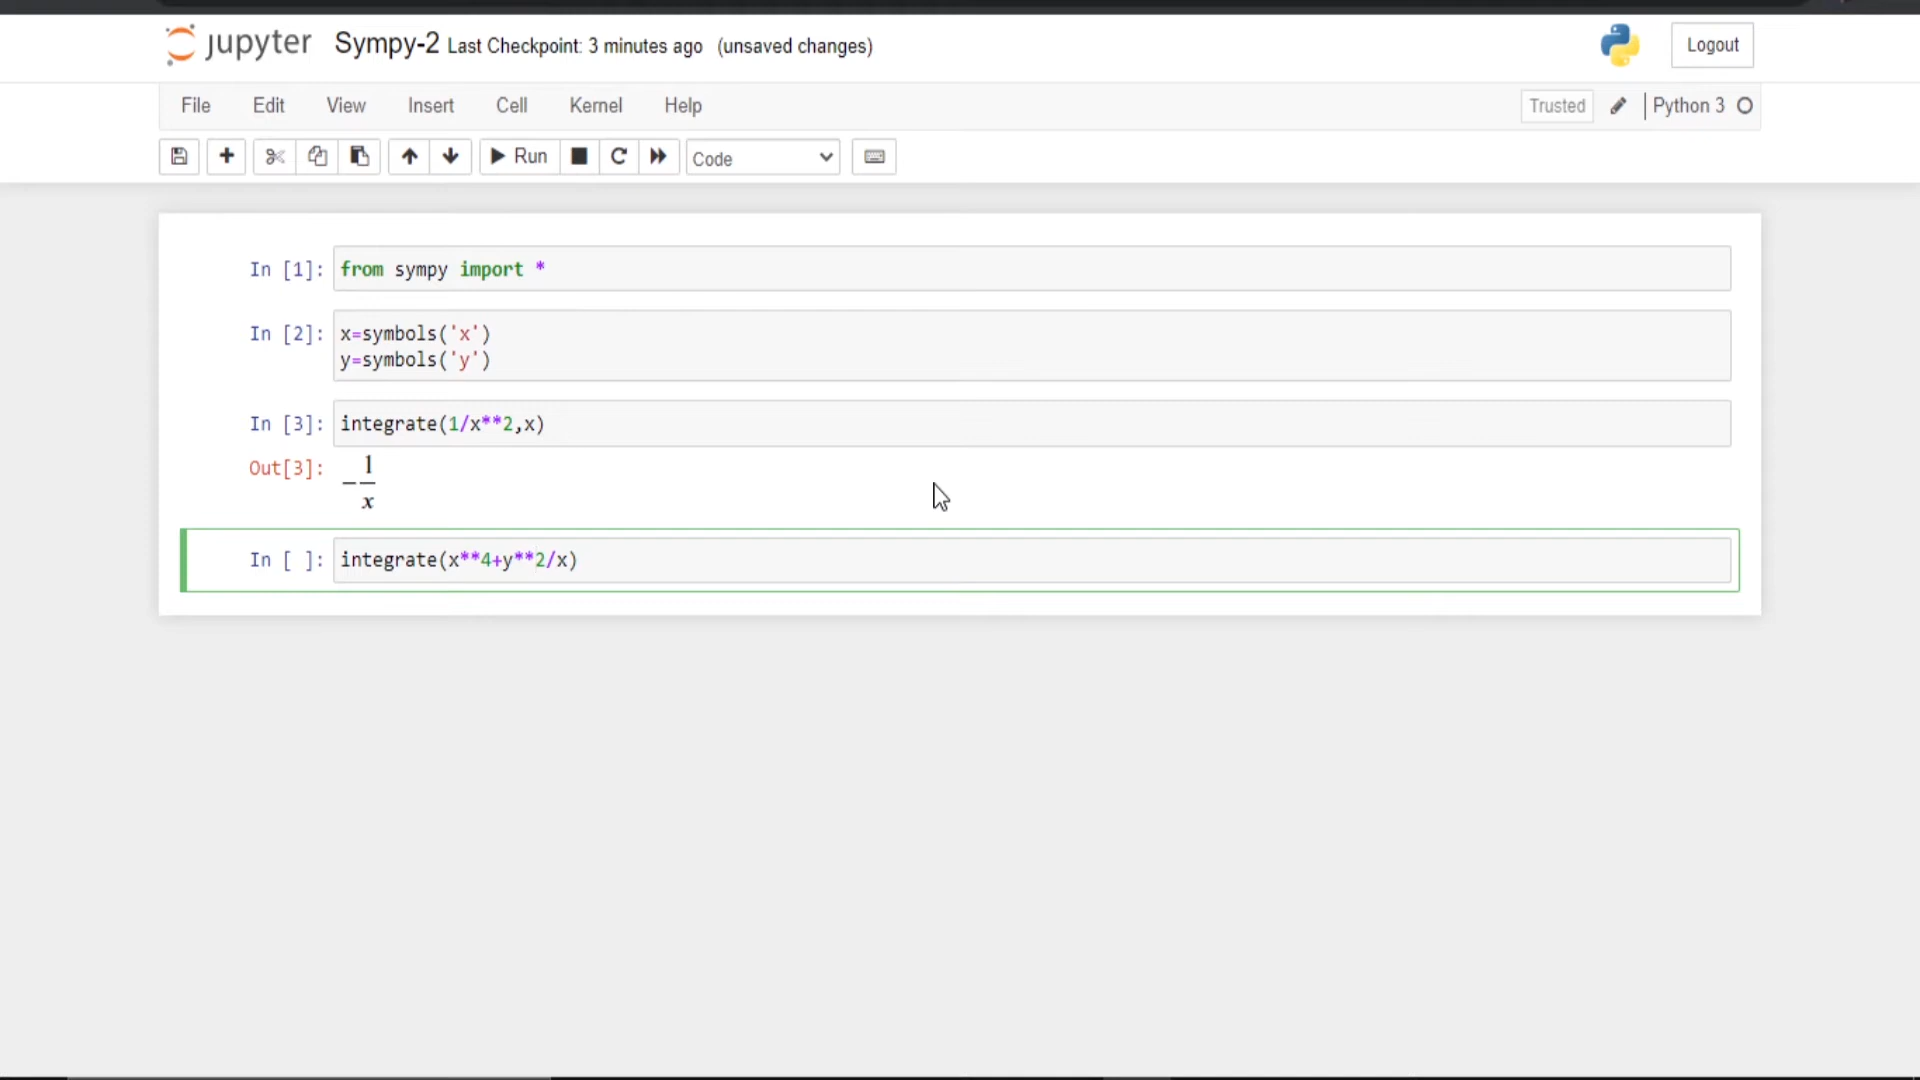 jupyter Sympy-2 Last Checkpoint: 3 minutes ago (unsaved changes) Logout
File Edit View Insert Cell Kernel Help Trusted Python 3
Run Code
In [1]: from sympy import *
In [2]: x=symbols('x')
y=symbols('y')
In [3]: integrate(1/x**2,x)
Out[3]: −1/x
In [ ]: integrate(x**4+y**2/x)